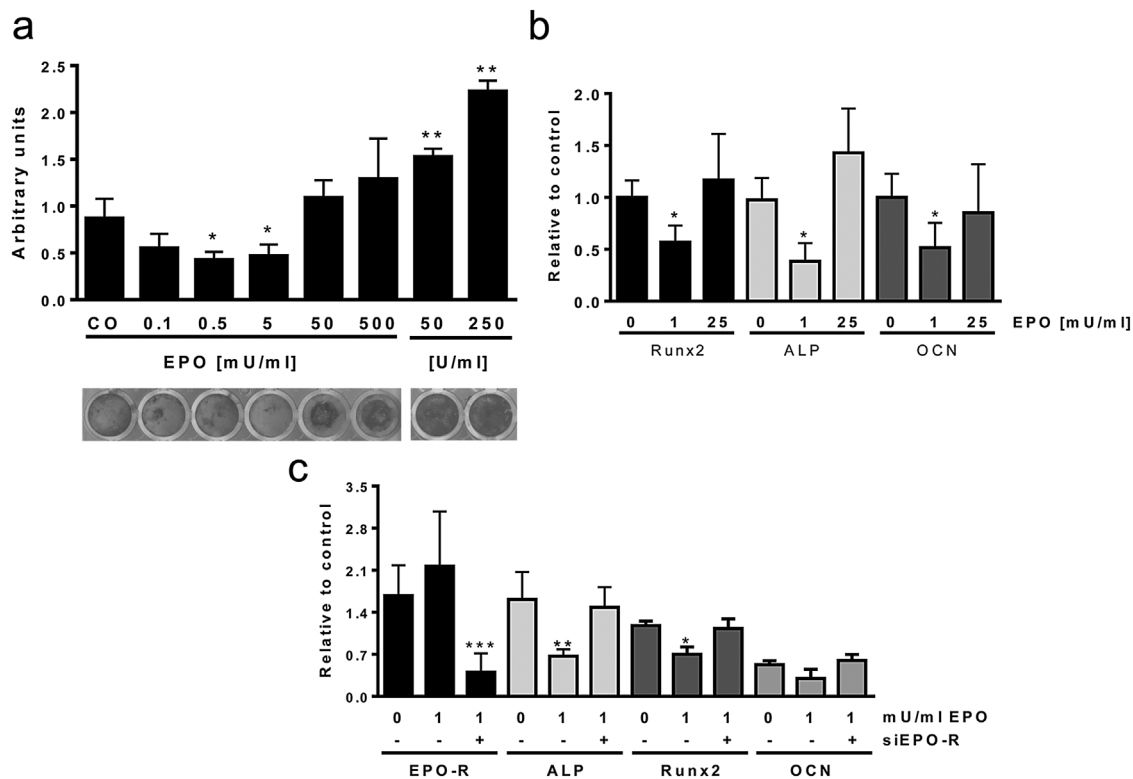 a
2.5
2.0
1.5
1.0
0.5
0.0
Arbitrary units
* * ** **
CO 0.1 0.5 5 50 500 50 250
EPO [mU/ml] [U/ml]
b
2.0
1.5
1.0
0.5
0.0
Relative to control
* * *
0 1 25 0 1 25 0 1 25 EPO [mU/ml]
Runx2 ALP OCN
c
3.5
2.8
2.1
1.4
0.7
0.0
Relative to control
*** ** *
0 1 1 0 1 1 0 1 1 0 1 1 mU/ml EPO
- - + - - + - - + - - + siEPO-R
EPO-R ALP Runx2 OCN